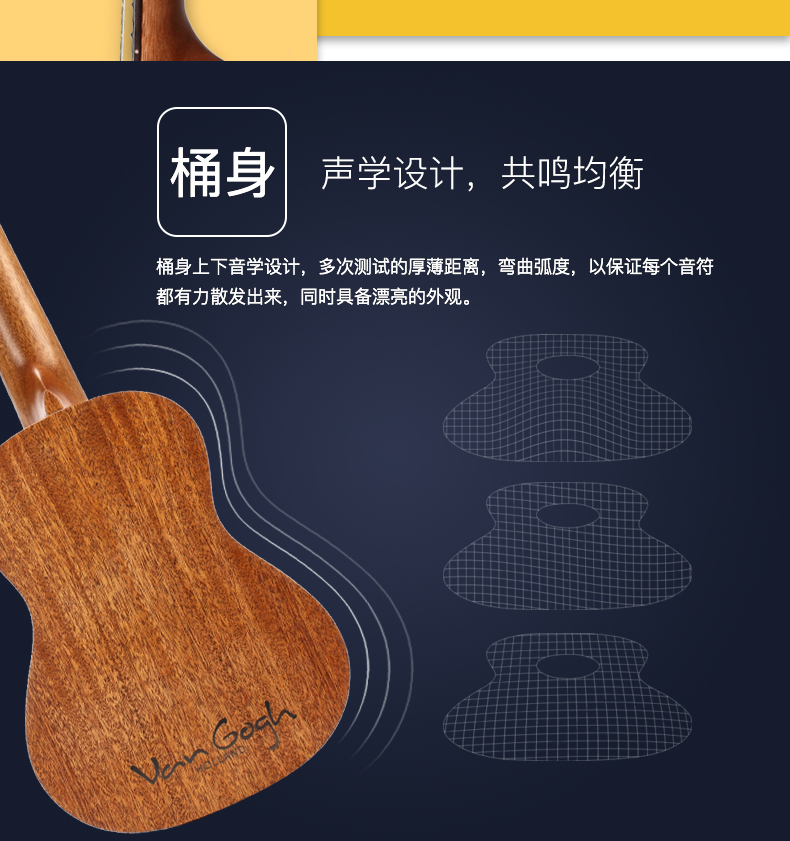 桶身
声学设计，共鸣均衡
桶身上下音学设计，多次测试的厚薄距离，弯曲弧度，以保证每个音符
都有力散发出来，同时具备漂亮的外观。
Van Gogh